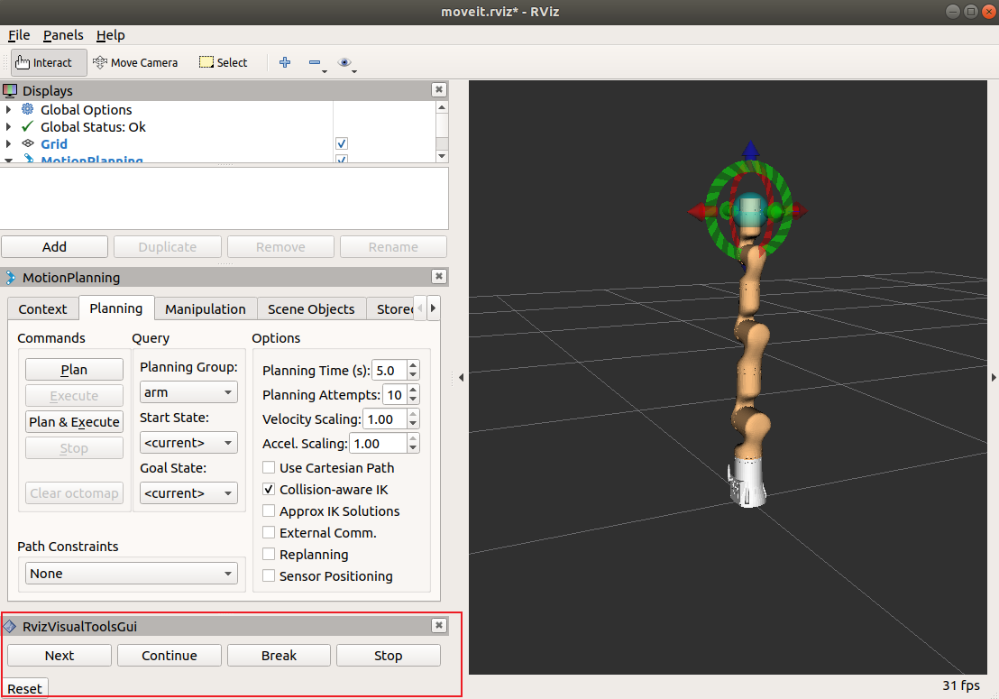 moveit.rviz* - RViz
File Panels Help
Interact Move Camera Select
Displays
Global Options
Global Status: Ok
Grid
MotionPlanning
Add Duplicate Remove Rename
MotionPlanning
Context Planning Manipulation Scene Objects Stored
Commands Query Options
Plan
Execute
Plan & Execute
Stop
Clear octomap
Planning Group:
arm
Start State:
<current>
Goal State:
<current>
Planning Time (s): 5.0
Planning Attempts: 10
Velocity Scaling: 1.00
Accel. Scaling: 1.00
Use Cartesian Path
Collision-aware IK
Approx IK Solutions
External Comm.
Replanning
Sensor Positioning
Path Constraints
None
RvizVisualToolsGui
Next Continue Break Stop
Reset
31 fps